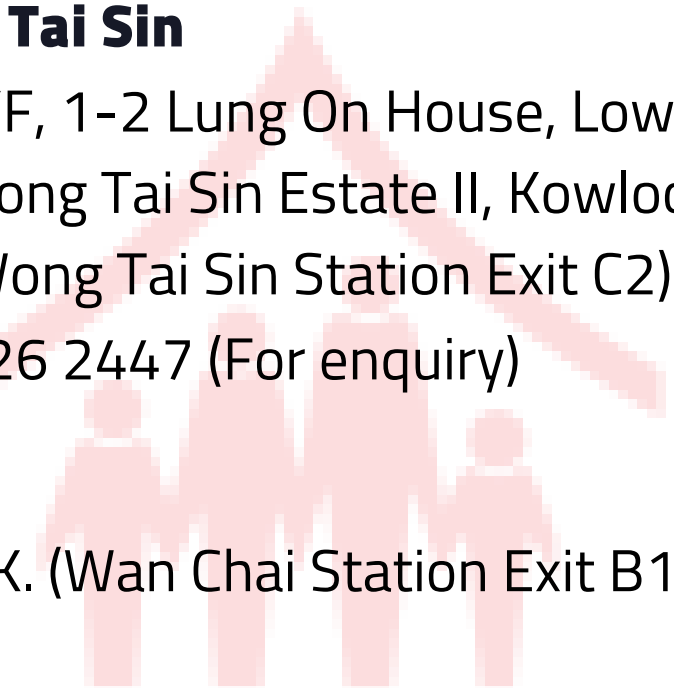 Tai Sin
/F, 1-2 Lung On House, Low
ong Tai Sin Estate II, Kowloo
Wong Tai Sin Station Exit C2)
26 2447 (For enquiry)
K. (Wan Chai Station Exit B1